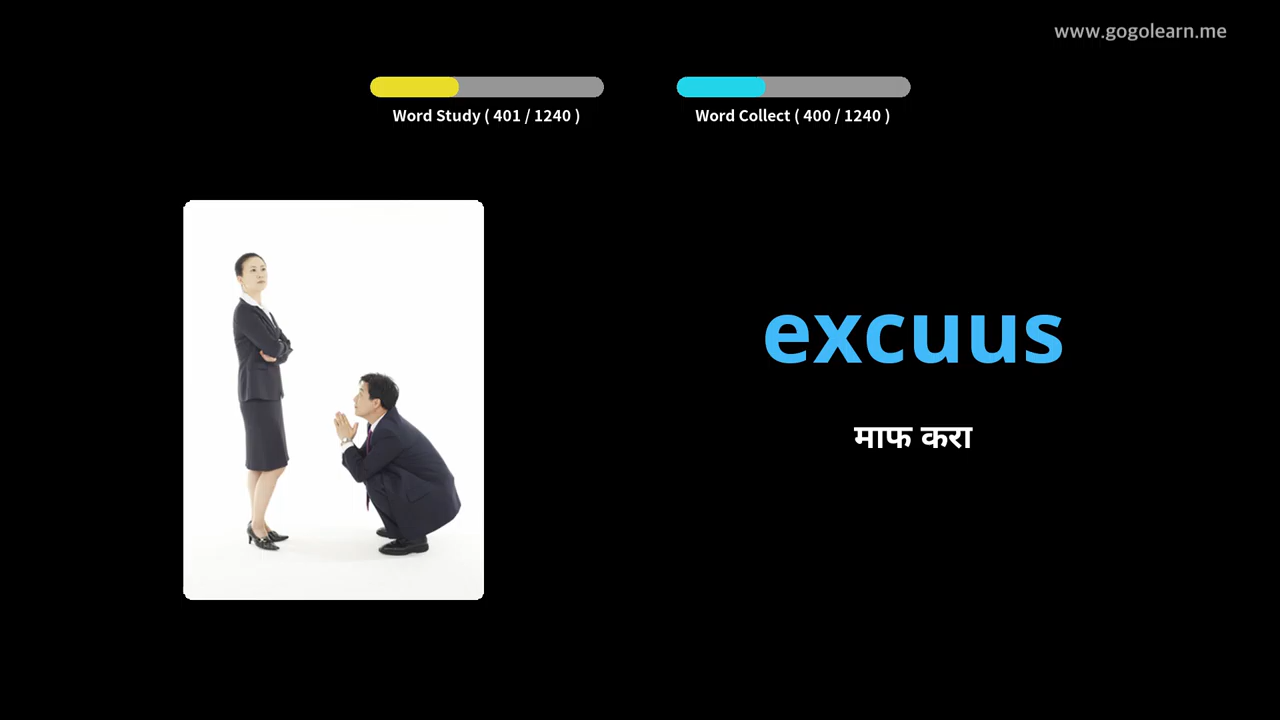 www.gogolearn.me
Word Study ( 401 / 1240 )
Word Collect ( 400 / 1240 )
excuus
माफ करा